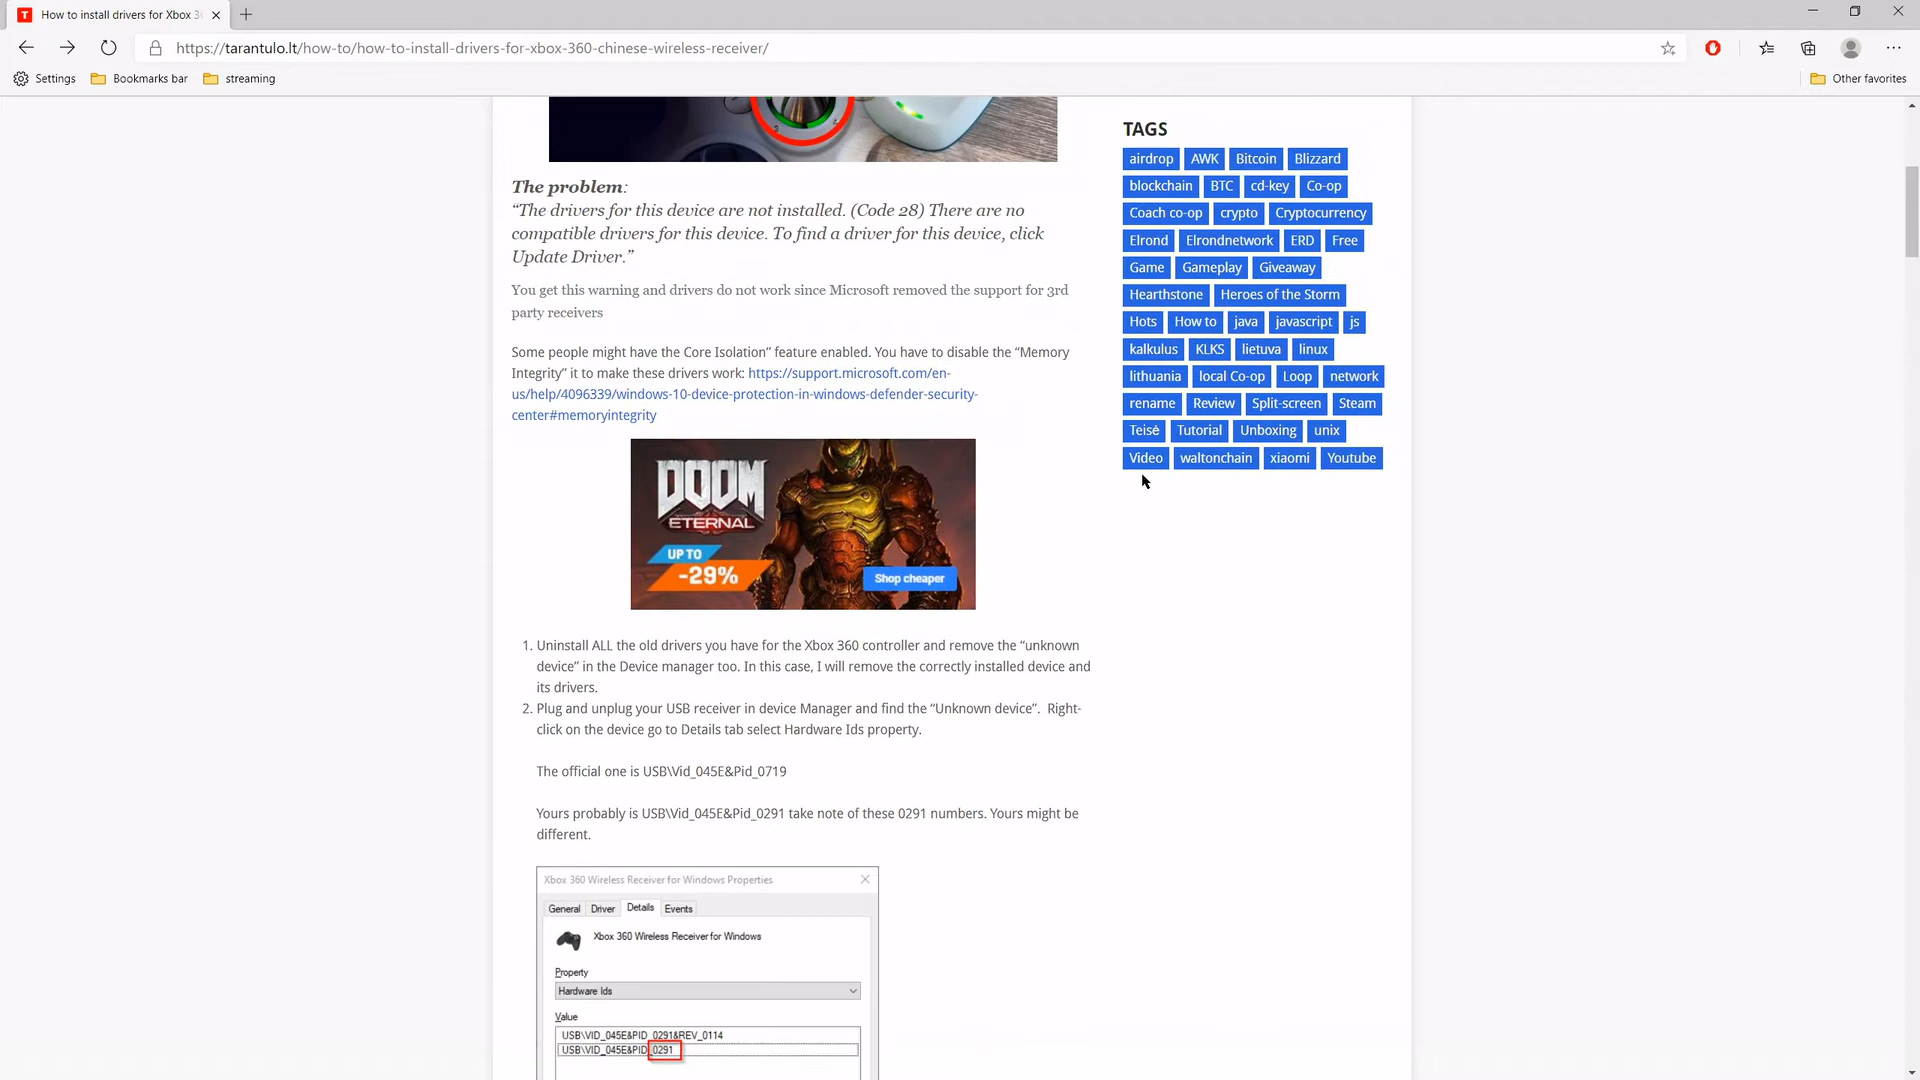 How to install drivers for Xbox 3
https://tarantulo.lt/how-to/how-to-install-drivers-for-xbox-360-chinese-wireless-receiver/
Settings
Bookmarks bar
streaming
Other favorites
The problem:
“The drivers for this device are not installed. (Code 28) There are no
compatible drivers for this device. To find a driver for this device, click
Update Driver.”
You get this warning and drivers do not work since Microsoft removed the support for 3rd
party receivers
Some people might have the Core Isolation” feature enabled. You have to disable the “Memory
Integrity” it to make these drivers work: https://support.microsoft.com/en-
us/help/4096339/windows-10-device-protection-in-windows-defender-security-
center#memoryintegrity
DOOM
ETERNAL
UP TO
-29%
Shop cheaper
1. Uninstall ALL the old drivers you have for the Xbox 360 controller and remove the “unknown
device” in the Device manager too. In this case, I will remove the correctly installed device and
its drivers.
2. Plug and unplug your USB receiver in device Manager and find the “Unknown device”. Right-
click on the device go to Details tab select Hardware Ids property.
The official one is USB\Vid_045E&Pid_0719
Yours probably is USB\Vid_045E&Pid_0291 take note of these 0291 numbers. Yours might be
different.
Xbox 360 Wireless Receiver for Windows Properties
General Driver Details Events
Xbox 360 Wireless Receiver for Windows
Property
Hardware Ids
Value
USB\VID_045E&PID_0291&REV_0114
USB\VID_045E&PID_0291
TAGS
airdrop AWK Bitcoin Blizzard
blockchain BTC cd-key Co-op
Coach co-op crypto Cryptocurrency
Elrond Elrondnetwork ERD Free
Game Gameplay Giveaway
Hearthstone Heroes of the Storm
Hots How to java javascript js
kalkulus KLKS lietuva linux
lithuania local Co-op Loop network
rename Review Split-screen Steam
Teisė Tutorial Unboxing unix
Video waltonchain xiaomi Youtube